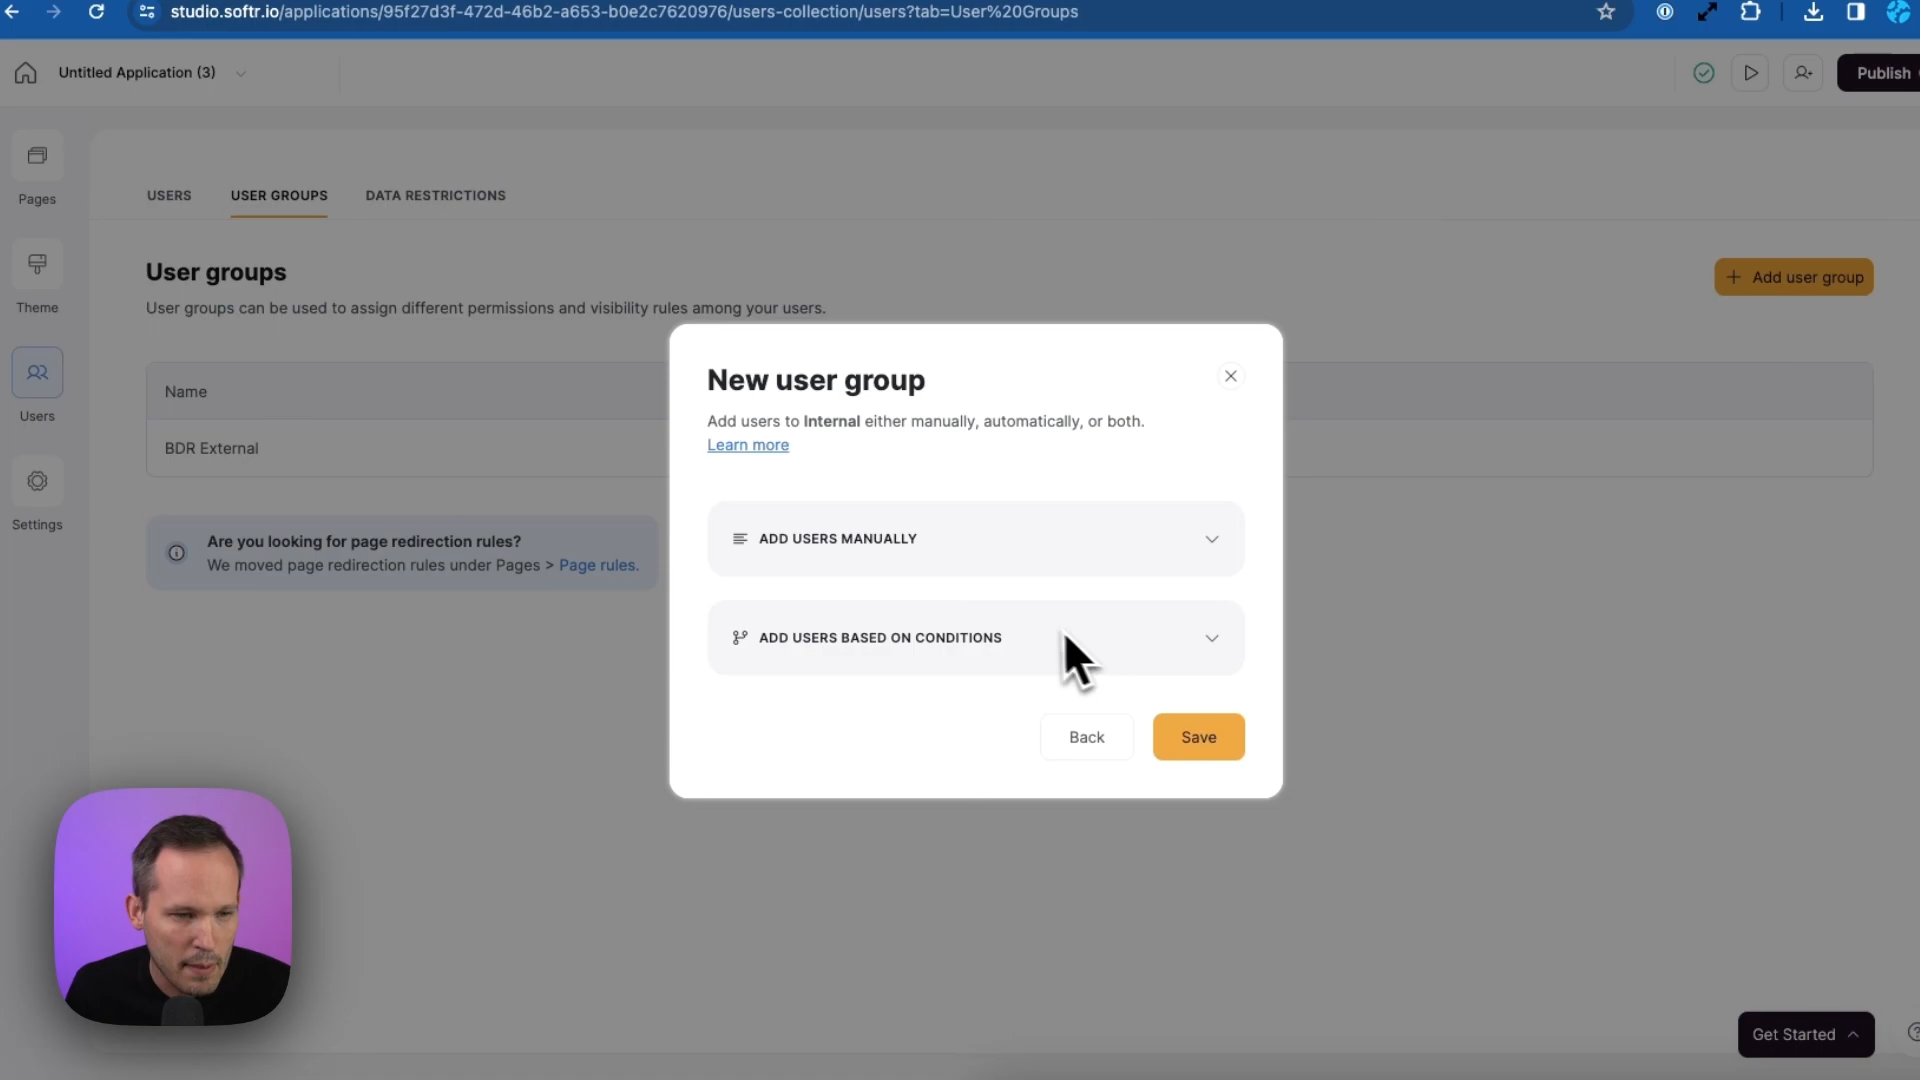 studio.softr.io/applications/95f27d3f-472d-46b2-a653-b0e2c7620976/users-collection/users?tab=User%20Groups
Untitled Application (3)
Publish
Pages
Theme
Users
Settings
USERS
USER GROUPS
DATA RESTRICTIONS
User groups
User groups can be used to assign different permissions and visibility rules among your users.
+ Add user group
Name
BDR External
Are you looking for page redirection rules?
We moved page redirection rules under Pages > Page rules.
New user group
Add users to Internal either manually, automatically, or both.
Learn more
ADD USERS MANUALLY
ADD USERS BASED ON CONDITIONS
Back
Save
Get Started